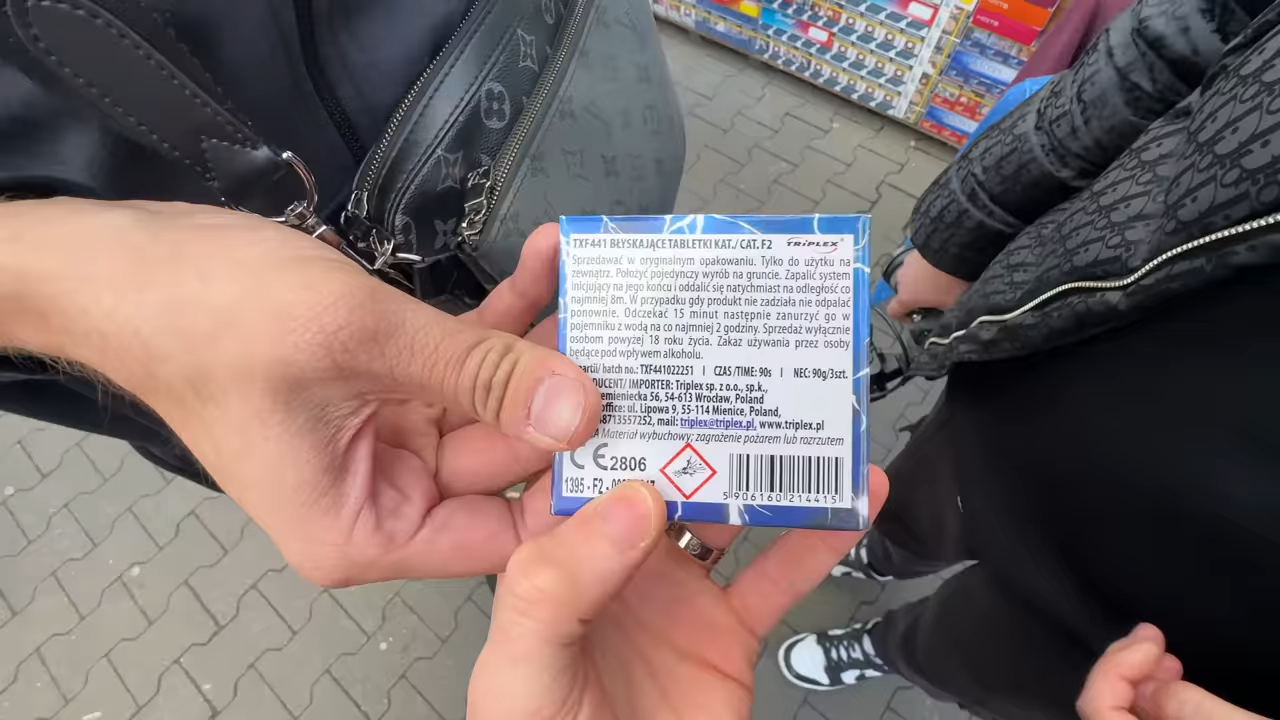 TXF441 BŁYSKAJĄCE TABLETKI KAT./ CAT. F2 TRIPLEX®
Sprzedawać w oryginalnym opakowaniu. Tylko do użytku na
zewnątrz. Położyć pojedynczy wyrób na gruncie. Zapalić system
inicjujący na jego końcu i oddalić się natychmiast na odległość co
najmniej 8m. W przypadku gdy produkt nie zadziała nie odpalać
ponownie. Odczekać 15 minut następnie zanurzyć go w
pojemniku z wodą na co najmniej 2 godziny. Sprzedaż wyłącznie
osobom powyżej 18 roku życia. Zakaz używania przez osoby
będące pod wpływem alkoholu.
partii/ batch no.: TXF441022251 | CZAS /TIME: 90s | NEC: 90g/3szt.
IMPORTER: Triplex sp. z o.o., sp.k.,
56, 54-613 Wrocław, Poland
office: ul. Lipowa 9, 55-114 Mienice, Poland,
8713557252, mail: triplex@triplex.pl, www.triplex.pl
Materiał wybuchowy; zagrożenie pożarem lub rozrzutem
CE 2806
1395 - F2 -
5 906160 214415